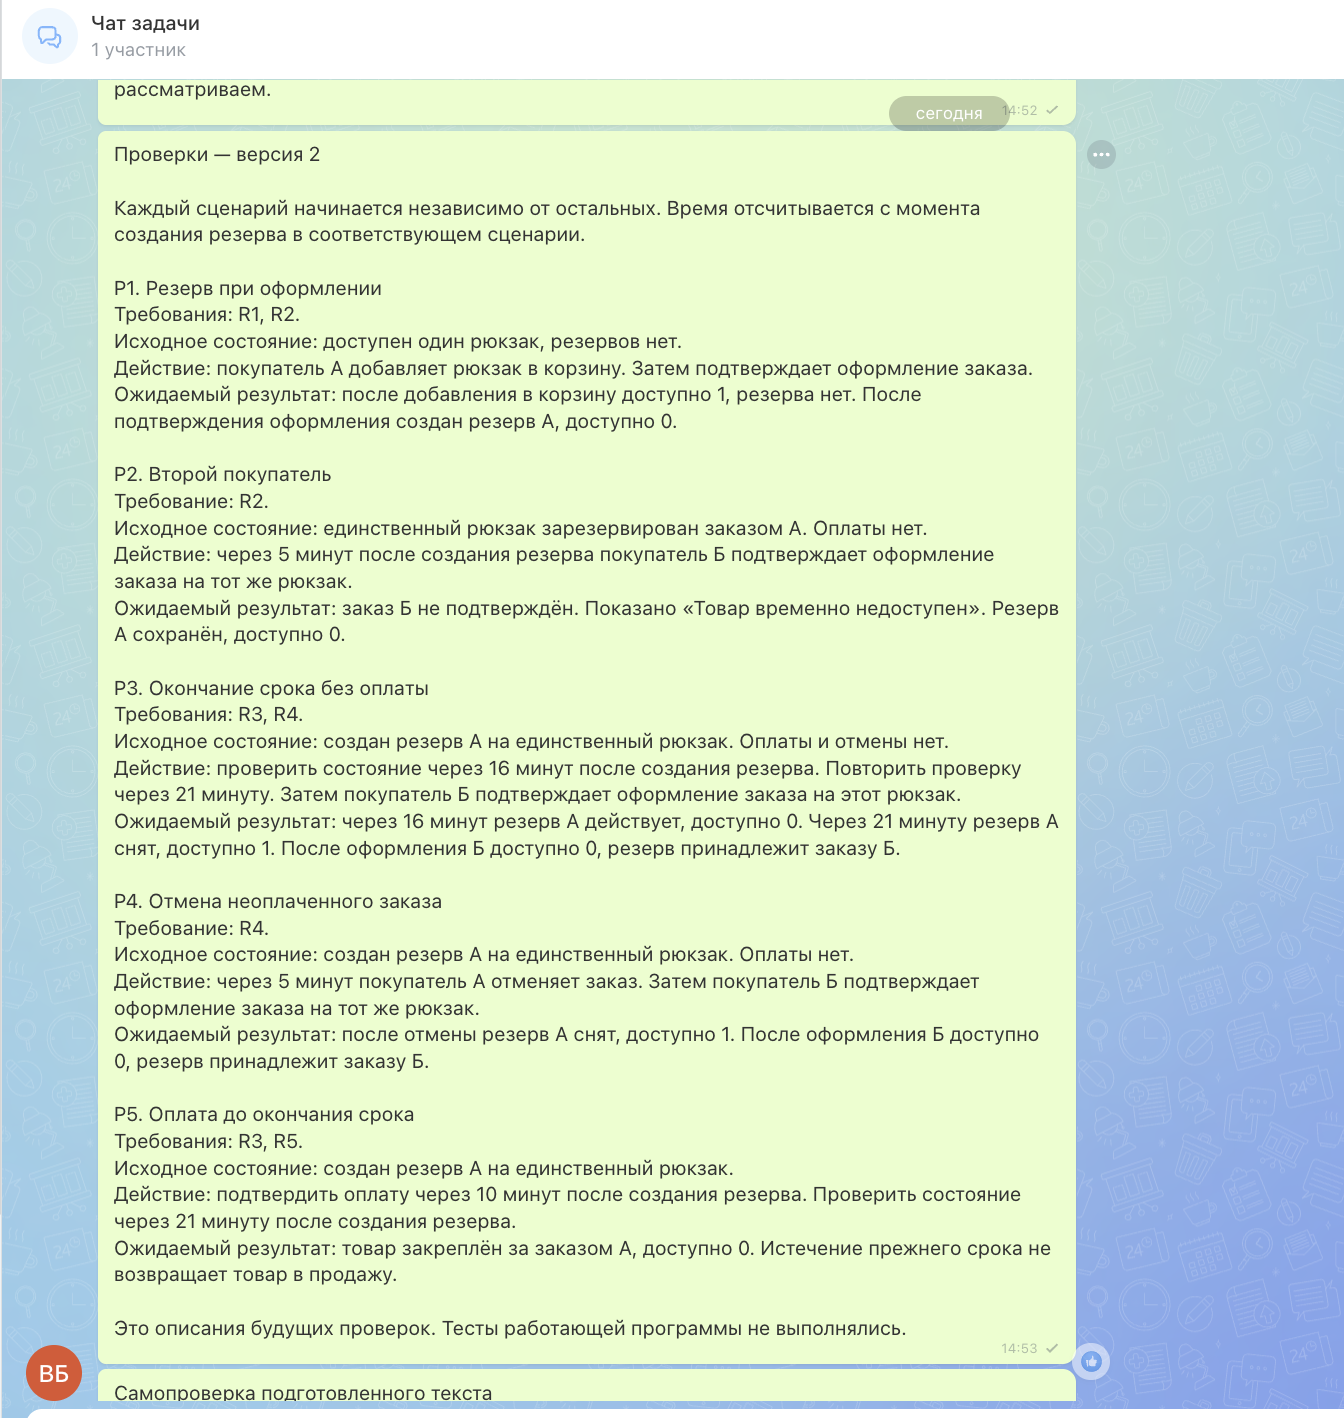 Чат задачи
1 участник
рассматриваем.
14:52
сегодня
Проверки — версия 2
Каждый сценарий начинается независимо от остальных. Время отсчитывается с момента
создания резерва в соответствующем сценарии.
P1. Резерв при оформлении
Требования: R1, R2.
Исходное состояние: доступен один рюкзак, резервов нет.
Действие: покупатель А добавляет рюкзак в корзину. Затем подтверждает оформление заказа.
Ожидаемый результат: после добавления в корзину доступно 1, резерва нет. После
подтверждения оформления создан резерв А, доступно 0.
P2. Второй покупатель
Требование: R2.
Исходное состояние: единственный рюкзак зарезервирован заказом А. Оплаты нет.
Действие: через 5 минут после создания резерва покупатель Б подтверждает оформление
заказа на тот же рюкзак.
Ожидаемый результат: заказ Б не подтверждён. Показано «Товар временно недоступен». Резерв
А сохранён, доступно 0.
P3. Окончание срока без оплаты
Требования: R3, R4.
Исходное состояние: создан резерв А на единственный рюкзак. Оплаты и отмены нет.
Действие: проверить состояние через 16 минут после создания резерва. Повторить проверку
через 21 минуту. Затем покупатель Б подтверждает оформление заказа на этот рюкзак.
Ожидаемый результат: через 16 минут резерв А действует, доступно 0. Через 21 минуту резерв А
снят, доступно 1. После оформления Б доступно 0, резерв принадлежит заказу Б.
P4. Отмена неоплаченного заказа
Требование: R4.
Исходное состояние: создан резерв А на единственный рюкзак. Оплаты нет.
Действие: через 5 минут покупатель А отменяет заказ. Затем покупатель Б подтверждает
оформление заказа на тот же рюкзак.
Ожидаемый результат: после отмены резерв А снят, доступно 1. После оформления Б доступно
0, резерв принадлежит заказу Б.
P5. Оплата до окончания срока
Требования: R3, R5.
Исходное состояние: создан резерв А на единственный рюкзак.
Действие: подтвердить оплату через 10 минут после создания резерва. Проверить состояние
через 21 минуту после создания резерва.
Ожидаемый результат: товар закреплён за заказом А, доступно 0. Истечение прежнего срока не
возвращает товар в продажу.
Это описания будущих проверок. Тесты работающей программы не выполнялись.
14:53
ВБ
Самопроверка подготовленного текста